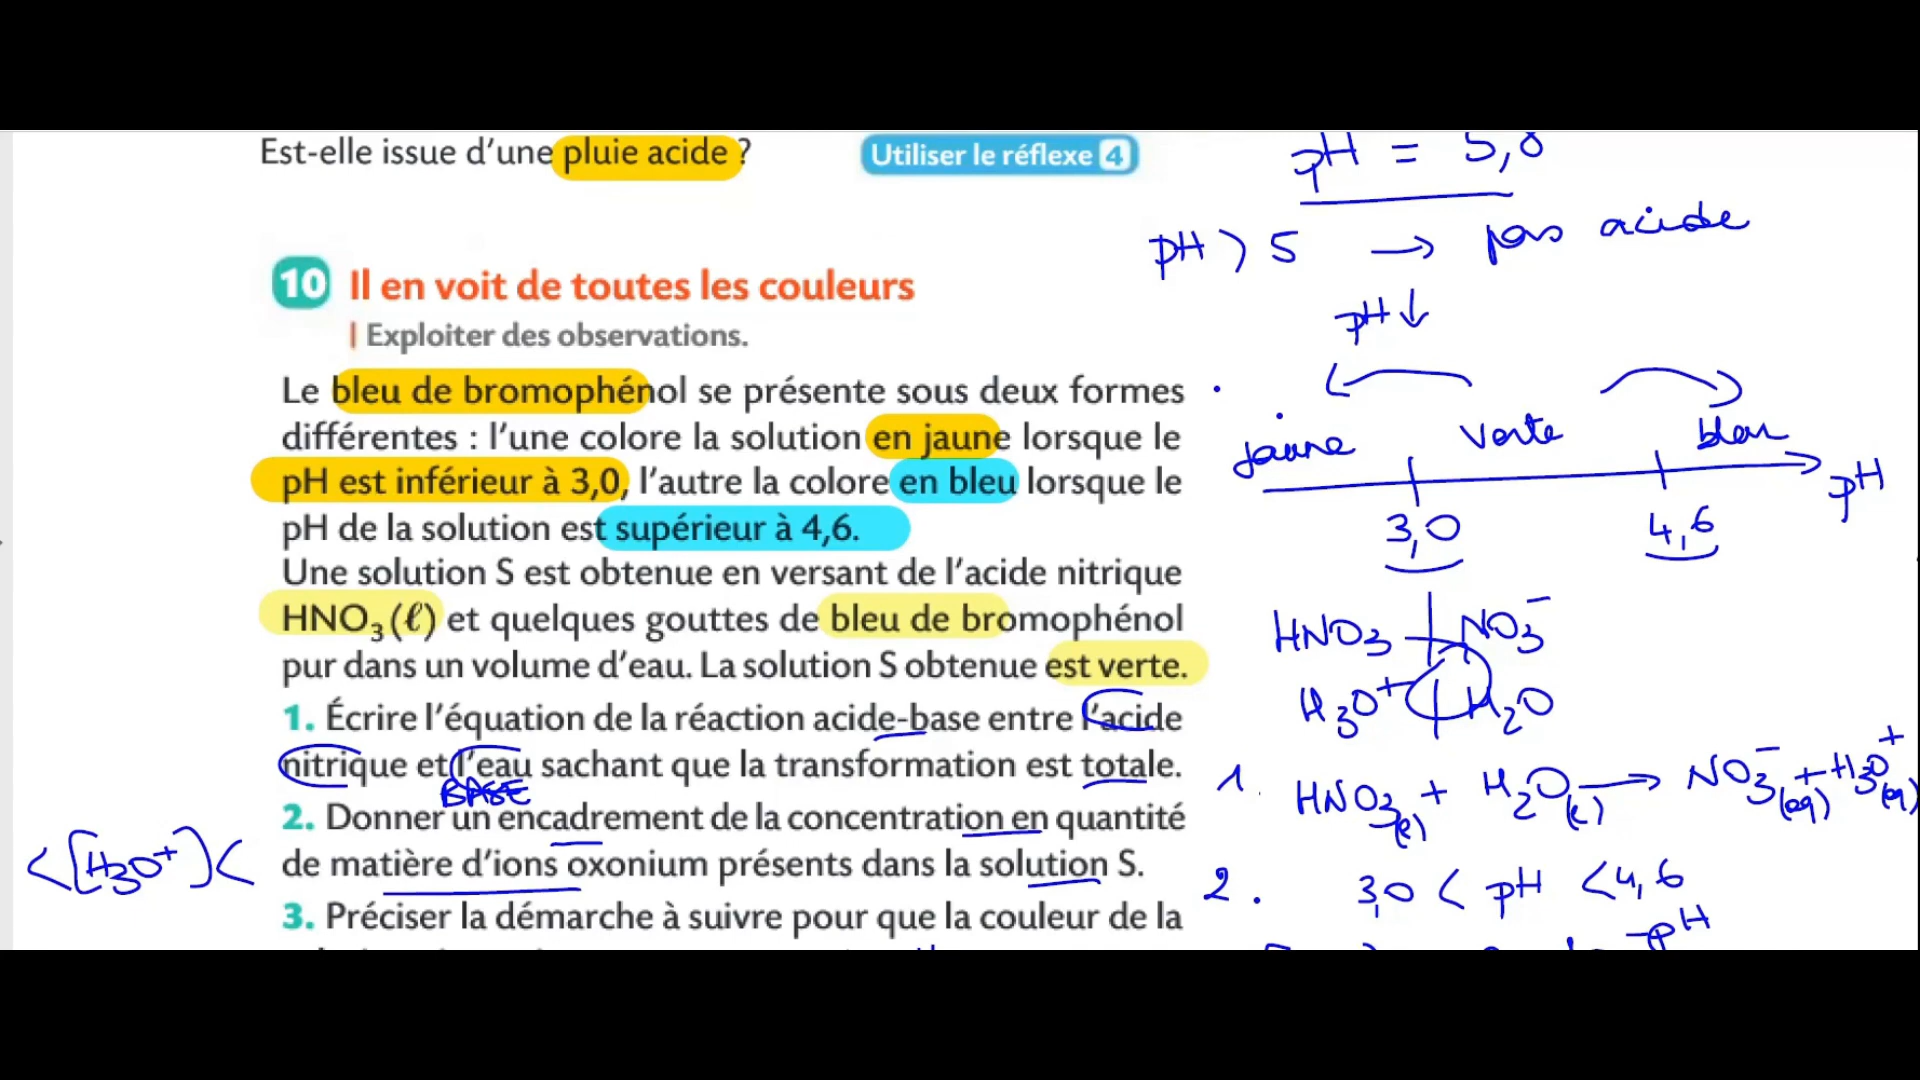 Est-elle issue d'une pluie acide ?
Utiliser le réflexe 4
10 Il en voit de toutes les couleurs
Exploiter des observations.
Le bleu de bromophénol se présente sous deux formes
différentes : l'une colore la solution en jaune lorsque le
pH est inférieur à 3,0, l'autre la colore en bleu lorsque le
pH de la solution est supérieur à 4,6.
Une solution S est obtenue en versant de l'acide nitrique
HNO₃(ℓ) et quelques gouttes de bleu de bromophénol
pur dans un volume d'eau. La solution S obtenue est verte.
1. Écrire l'équation de la réaction acide-base entre l'acide
nitrique et l'eau sachant que la transformation est totale.
BASE
2. Donner un encadrement de la concentration en quantité
de matière d'ions oxonium présents dans la solution S.
<[H₃O⁺]<
3. Préciser la démarche à suivre pour que la couleur de la
pH = 5,8
pH > 5 → pas acide
pH ↓
jaune verte bleu
pH
3,0 4,6
HNO₃ | NO₃⁻
H₃O⁺ | H₂O
1. HNO₃(ℓ) + H₂O(ℓ) → NO₃⁻(aq) + H₃O⁺(aq)
2. 3,0 < pH < 4,6
-pH